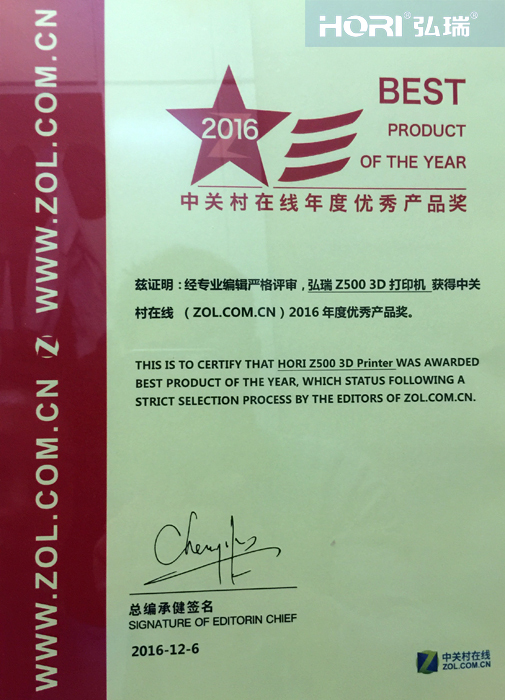 HORI® 弘瑞®
WWW.ZOL.COM.CN Z WWW.ZOL.COM.CN
2016
BEST
PRODUCT
OF THE YEAR
中关村在线年度优秀产品奖
兹证明：经专业编辑严格评审，弘瑞 Z500 3D 打印机 获得中关
村在线 （ZOL.COM.CN）2016 年度优秀产品奖。
THIS IS TO CERTIFY THAT HORI Z500 3D Printer WAS AWARDED
BEST PRODUCT OF THE YEAR, WHICH STATUS FOLLOWING A
STRICT SELECTION PROCESS BY THE EDITORS OF ZOL.COM.CN.
总编承健签名
SIGNATURE OF EDITORIN CHIEF
2016-12-6
Z 中关村在线
ZOL.COM.CN